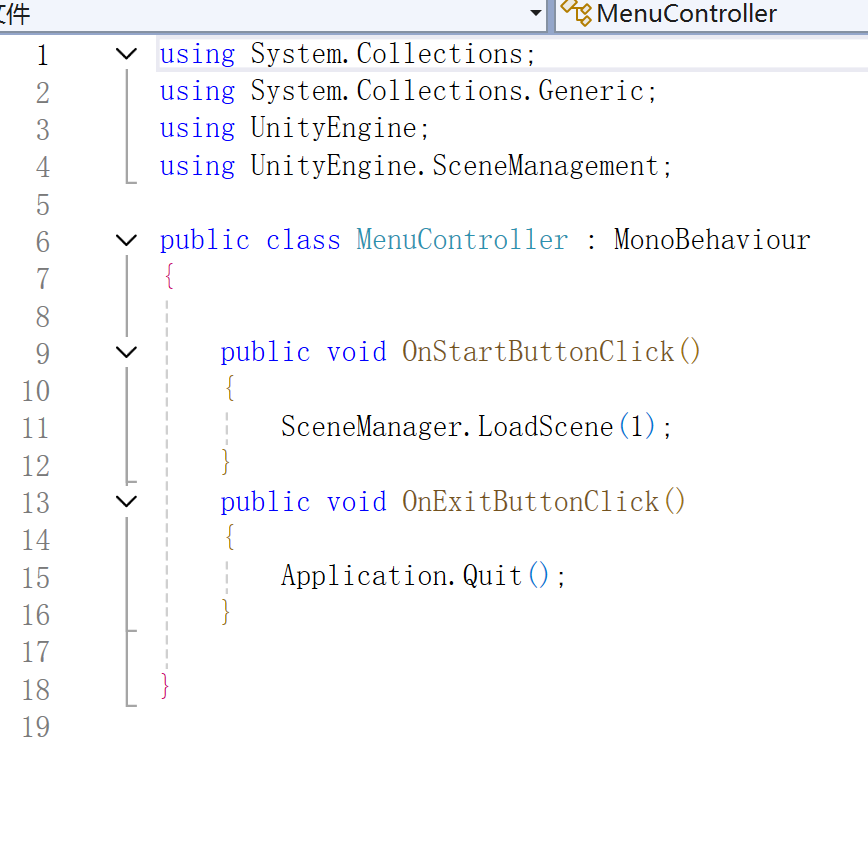 文件
MenuController
1 using System.Collections;
2 using System.Collections.Generic;
3 using UnityEngine;
4 using UnityEngine.SceneManagement;
5
6 public class MenuController : MonoBehaviour
7 {
8
9 public void OnStartButtonClick()
10 {
11 SceneManager.LoadScene(1);
12 }
13 public void OnExitButtonClick()
14 {
15 Application.Quit();
16 }
17
18 }
19